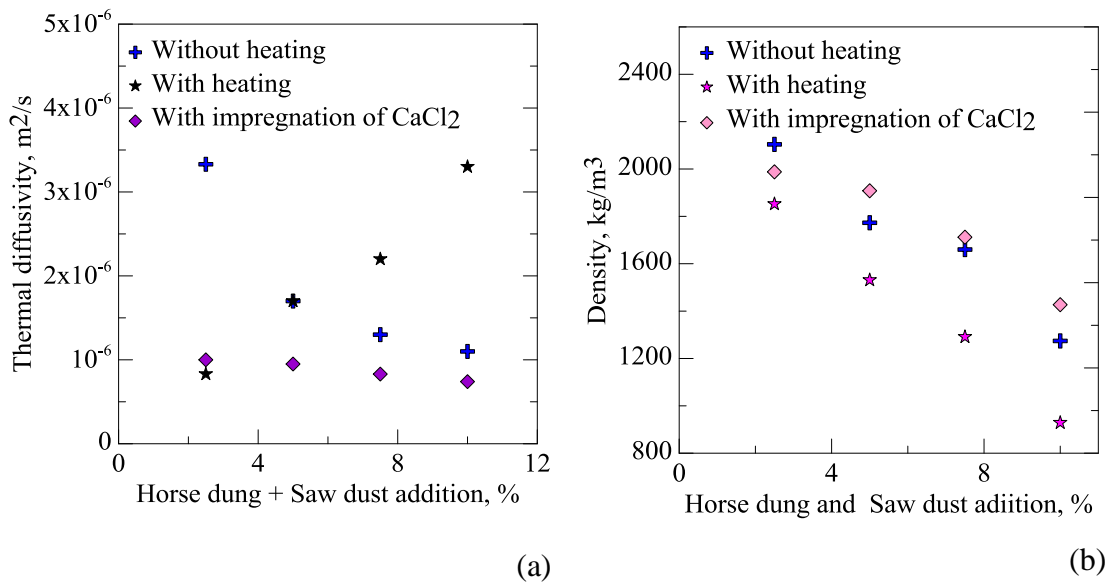 5x10-6
4x10-6
3x10-6
2x10-6
10-6
0
Thermal diffusivity, m2/s
Without heating
With heating
With impregnation of CaCl2
0 4 8 12
Horse dung + Saw dust addition, %
(a)
2400
2000
1600
1200
800
Density, kg/m3
Without heating
With heating
With impregnation of CaCl2
0 4 8
Horse dung and Saw dust adiition, %
(b)